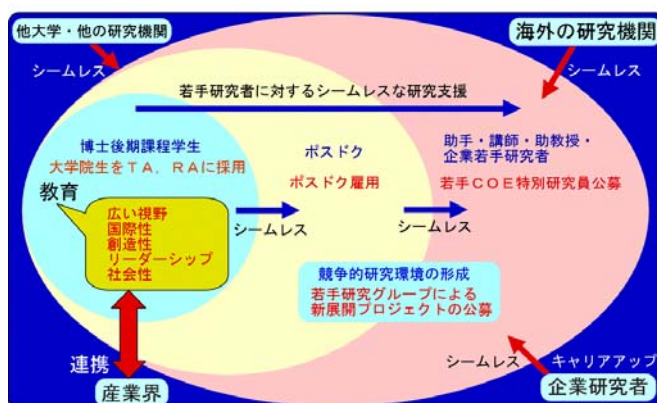 他大学・他の研究機関
海外の研究機関
シームレス
シームレス
若手研究者に対するシームレスな研究支援
博士後期課程学生
大学院生をTA，RAに採用
ポスドク
ポスドク雇用
助手・講師・助教授・
企業若手研究者
若手COE特別研究員公募
教育
広い視野
国際性
創造性
リーダーシップ
社会性
シームレス
シームレス
競争的研究環境の形成
若手研究グループによる
新展開プロジェクトの公募
連携
産業界
シームレス
キャリアアップ
企業研究者